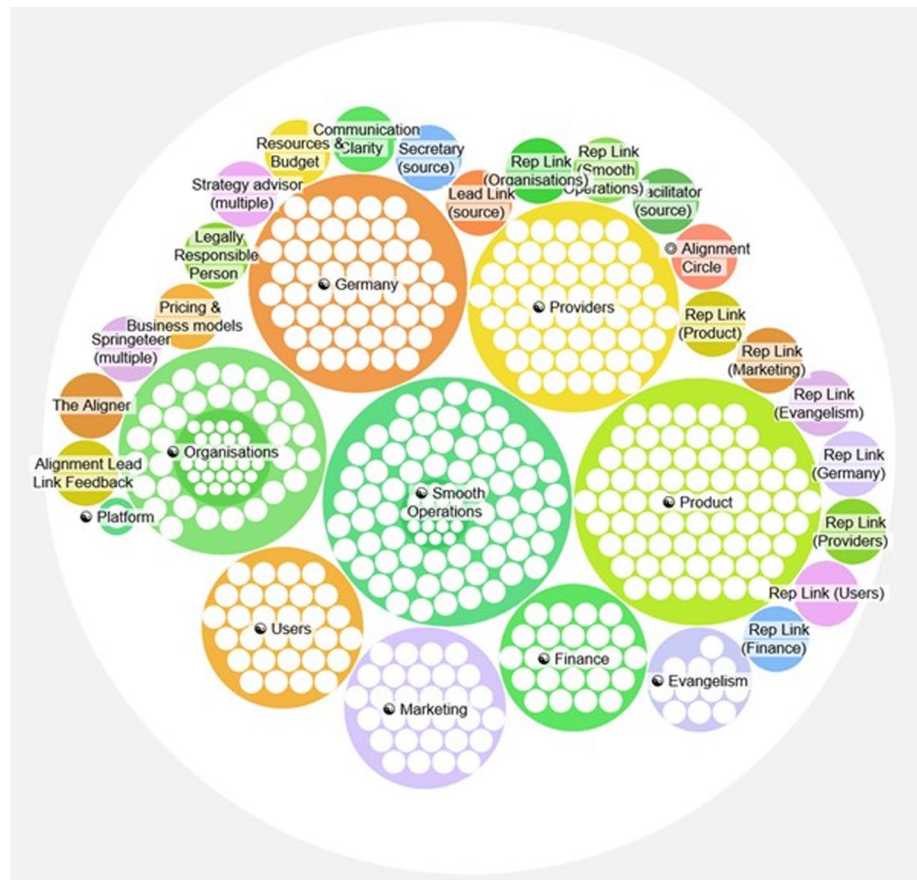 Communication
Clarity
Resources &
Budget
Secretary
(source)
Rep Link
(Organisations)
Rep Link
(Smooth
Operations)
Strategy advisor
(multiple)
Lead Link
(source)
acilitator
(source)
Legally
Responsible
Person
Alignment
Circle
Germany
Providers
Pricing &
Business models
Rep Link
(Product)
Springeteer
(multiple)
Rep Link
(Marketing)
The Aligner
Rep Link
(Evangelism)
Organisations
Alignment Lead
Link Feedback
Rep Link
(Germany)
Smooth
Operations
Product
Platform
Rep Link
(Providers)
Rep Link (Users)
Users
Rep Link
(Finance)
Finance
Evangelism
Marketing